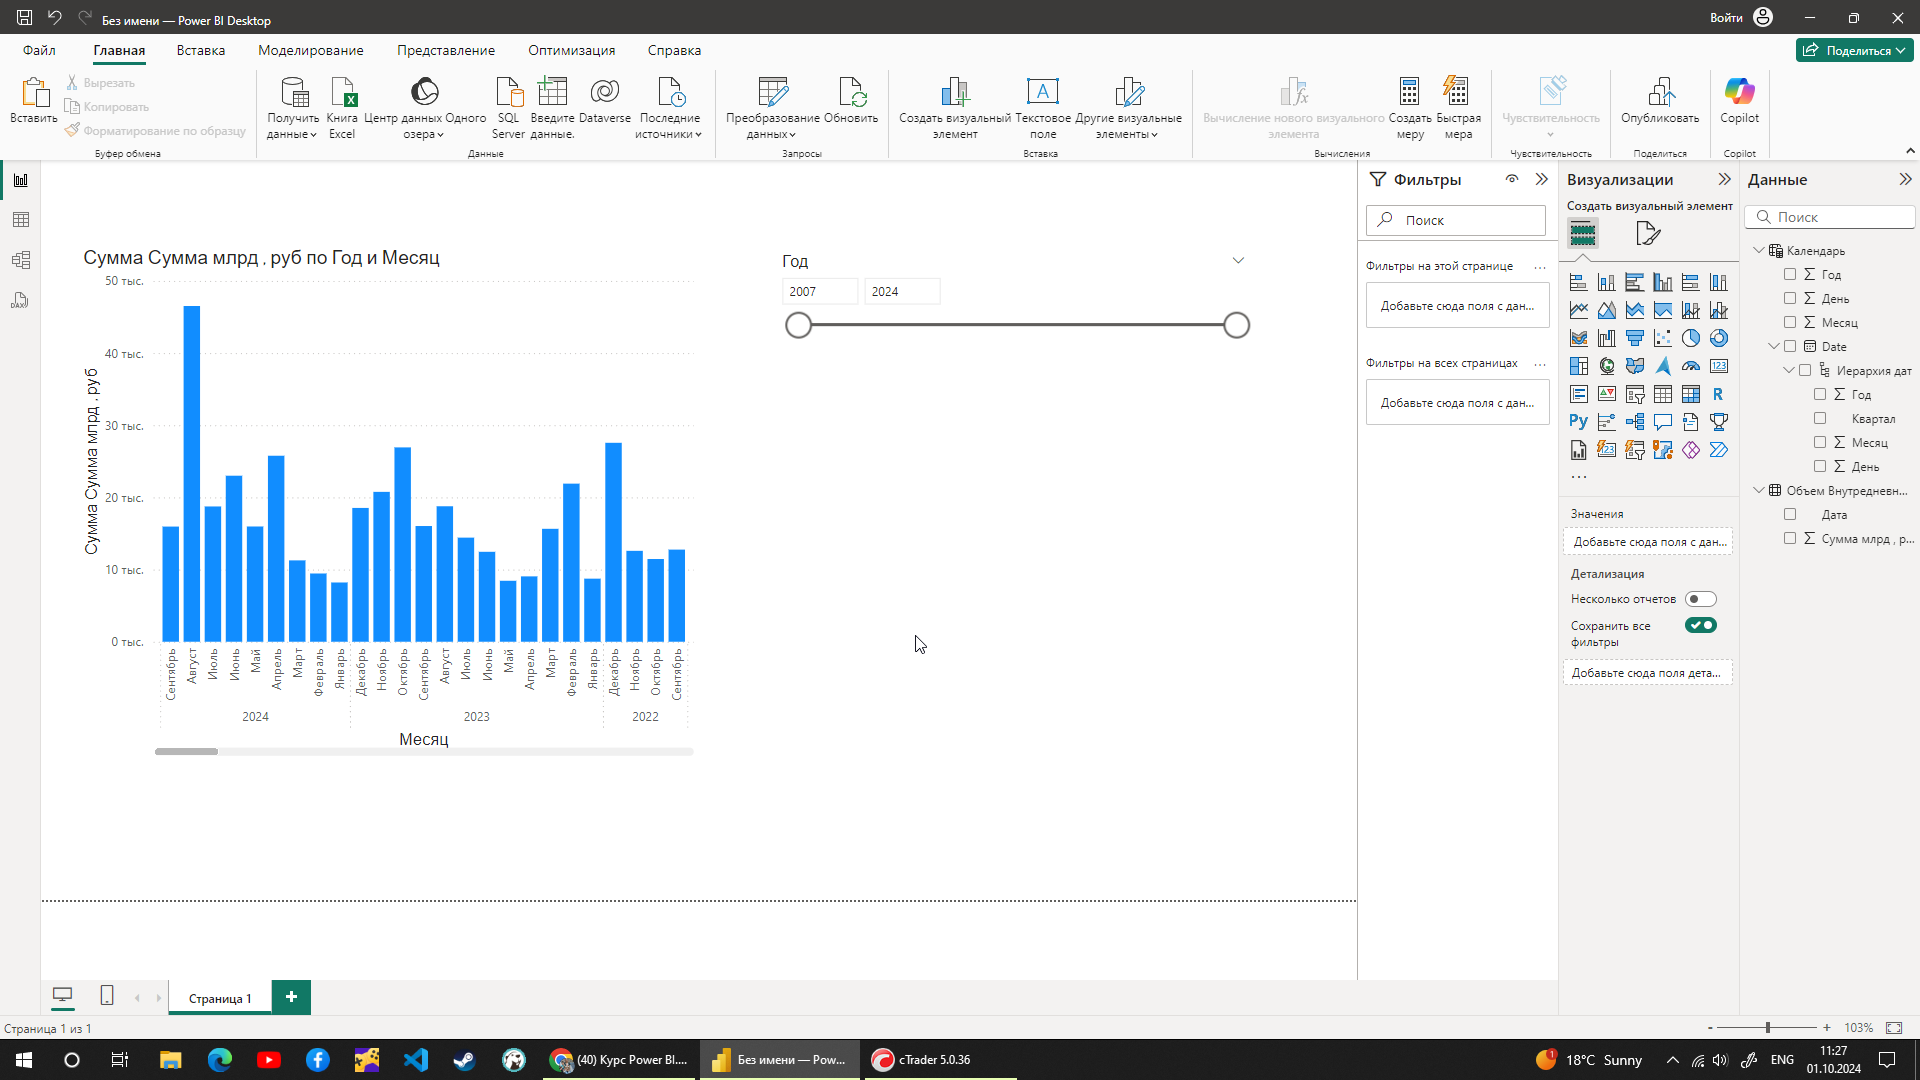 Без имени — Power BI Desktop
Войти
Файл
Главная
Вставка
Моделирование
Представление
Оптимизация
Справка
Поделиться
Вставить
Вырезать
Копировать
Форматирование по образцу
Буфер обмена
Получить данные
Книга Excel
Центр данных Одного озера
SQL Server
Введите данные.
Dataverse
Последние источники
Данные
Преобразование данных
Обновить
Запросы
Создать визуальный элемент
Текстовое поле
Другие визуальные элементы
Вставка
Вычисление нового визуального элемента
Создать меру
Быстрая мера
Вычисления
Чувствительность
Чувствительность
Опубликовать
Поделиться
Copilot
Copilot
Сумма Сумма млрд , руб по Год и Месяц
50 тыс.
40 тыс.
30 тыс.
20 тыс.
10 тыс.
0 тыс.
Сумма Сумма млрд , руб
Сентябрь
Август
Июль
Июнь
Май
Апрель
Март
Февраль
Январь
Декабрь
Ноябрь
Октябрь
Сентябрь
Август
Июль
Июнь
Май
Апрель
Март
Февраль
Январь
Декабрь
Ноябрь
Октябрь
Сентябрь
2024
2023
2022
Месяц
Год
2007
2024
Фильтры
Поиск
Фильтры на этой странице ...
Добавьте сюда поля с дан...
Фильтры на всех страницах ...
Добавьте сюда поля с дан...
Визуализации
Создать визуальный элемент
123
R
Py
123
...
Значения
Добавьте сюда поля с дан...
Детализация
Несколько отчетов
Сохранить все фильтры
Добавьте сюда поля дета...
Данные
Поиск
Календарь
Год
День
Месяц
Date
Иерархия дат
Год
Квартал
Месяц
День
Объем Внутредневн...
Дата
Сумма млрд , р...
DAX
Страница 1
+
Страница 1 из 1
- + 103%
(40) Курс Power BI....
Без имени — Pow...
cTrader 5.0.36
1
18°C Sunny
ENG
11:27
01.10.2024